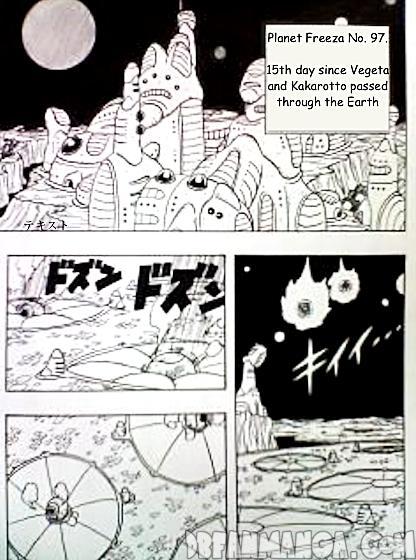 Planet Freeza No. 97.
15th day since Vegeta
and Kakarotto passed
through the Earth
テキスト
ドズン
ドズン
キイイ・・・
DREAMMANGA.COM